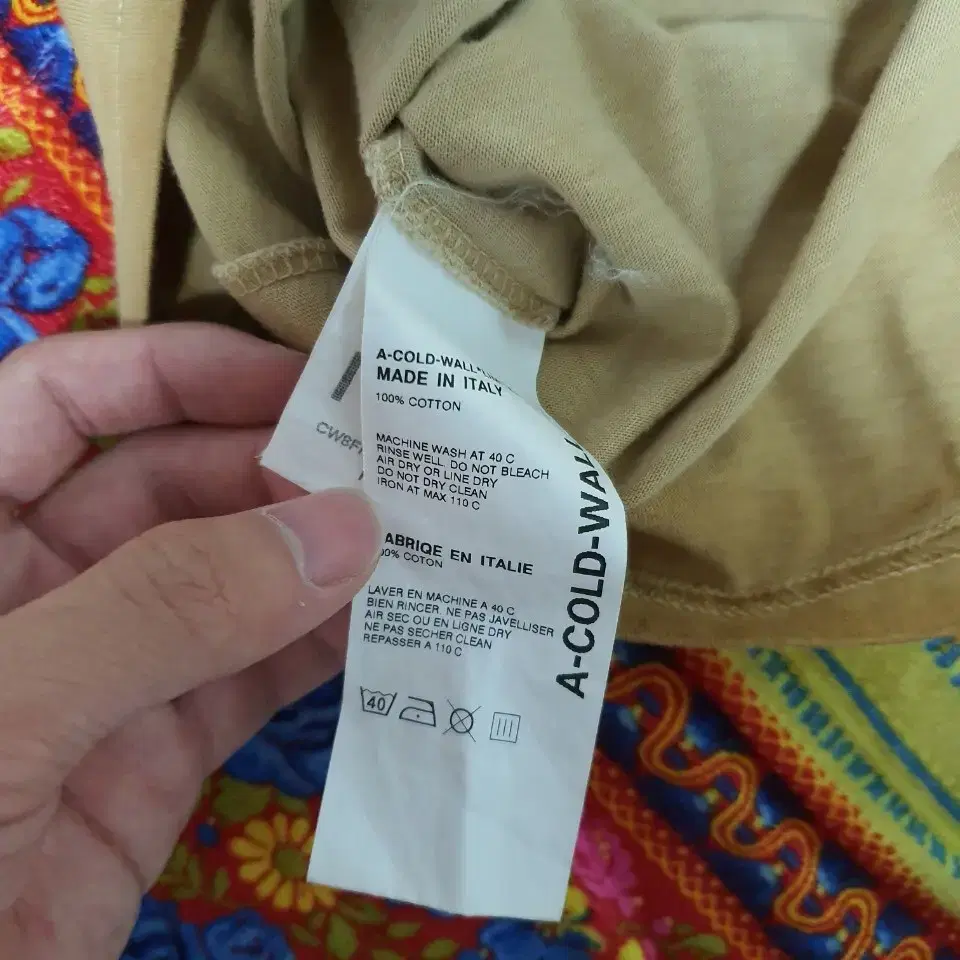 A-COLD-WALL
MADE IN ITALY
100% COTTON
MACHINE WASH AT 40 C
RINSE WELL. DO NOT BLEACH
AIR DRY OR LINE DRY
DO NOT DRY CLEAN
IRON AT MAX 110 C
ABRIQE EN ITALIE
00% COTON
LAVER EN MACHINE A 40 C
BIEN RINCER. NE PAS JAVELLISER
AIR SEC OU EN LIGNE DRY
NE PAS SECHER CLEAN
REPASSER A 110 C
40
A-COLD-WALL
CW8F